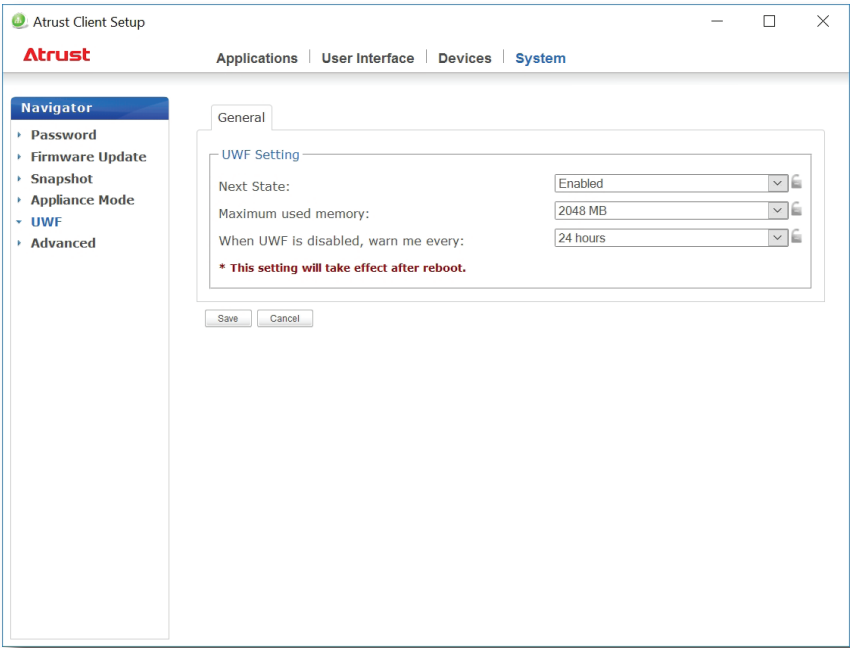 Atrust Client Setup
Atrust
Applications User Interface Devices System
Navigator
Password
Firmware Update
Snapshot
Appliance Mode
UWF
Advanced
General
UWF Setting
Next State: Enabled
Maximum used memory: 2048 MB
When UWF is disabled, warn me every: 24 hours
* This setting will take effect after reboot.
Save Cancel